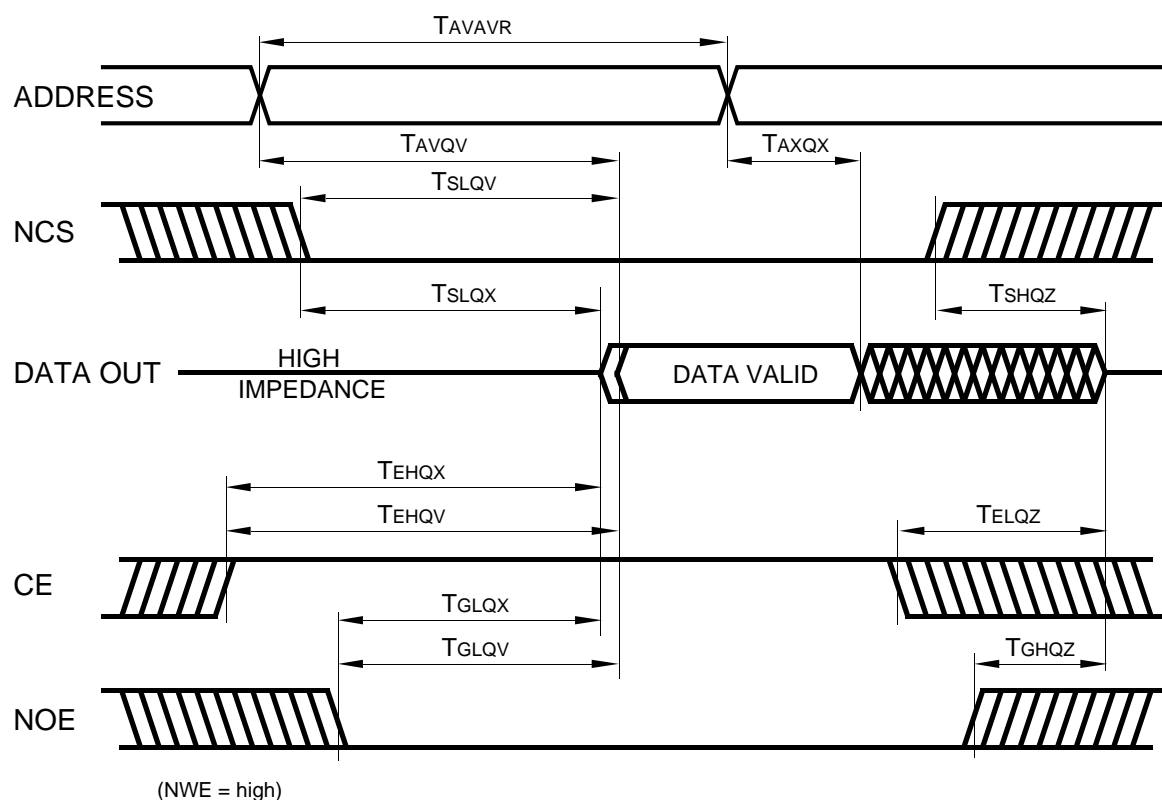 TAVAVR
ADDRESS
TAVQV
TAXQX
TSLQV
NCS
TSLQX
TSHQZ
DATA OUT
HIGH
IMPEDANCE
DATA VALID
TEHQX
TEHQV
TELQZ
CE
TGLQX
TGLQV
TGHQZ
NOE
(NWE = high)